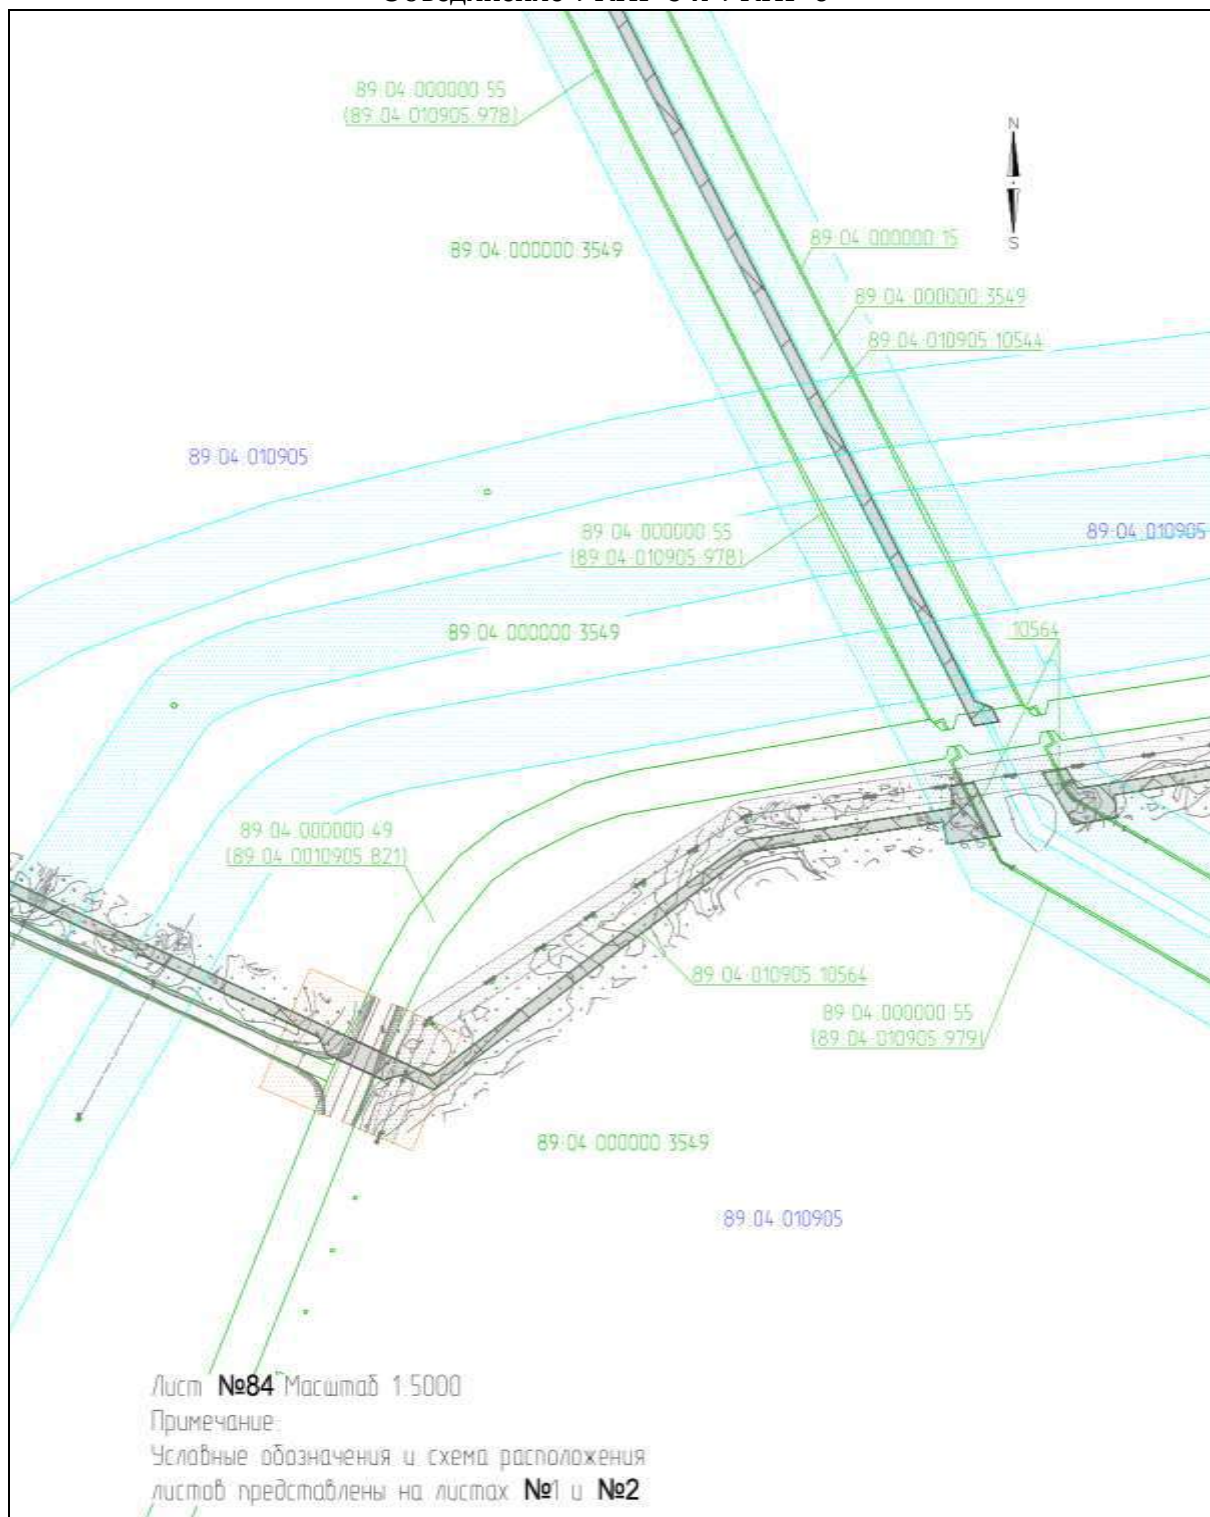 89 04 000000 55
(89 04 010905 978)
N
S
89 04 000000 3549
89 04 000000 15
89 04 000000 3549
89 04 010905 10544
89 04 010905
89 04 000000 55
(89 04 010905 978)
89 04 010905
89 04 000000 3549
10564
89 04 000000 49
(89 04 0010905 821)
89 04 010905 10564
89 04 000000 55
(89 04 010905 979)
89 04 000000 3549
89 04 010905
Лист №84 Масштаб 1:5000
Примечание:
Условные обозначения и схема расположения
листов представлены на листах №1 и №2